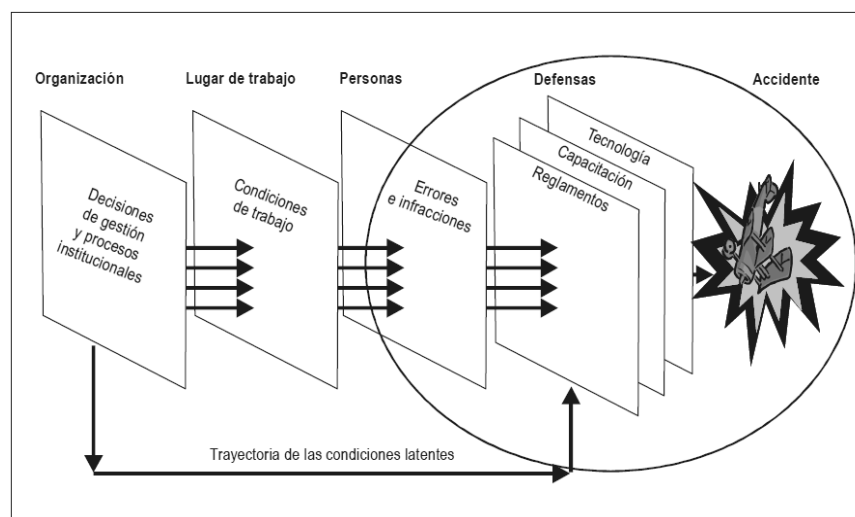 Organización
Lugar de trabajo
Personas
Defensas
Accidente
Decisiones
de gestión
y procesos
institucionales
Condiciones
de trabajo
Errores
e infracciones
Tecnología
Capacitación
Reglamentos
Trayectoria de las condiciones latentes